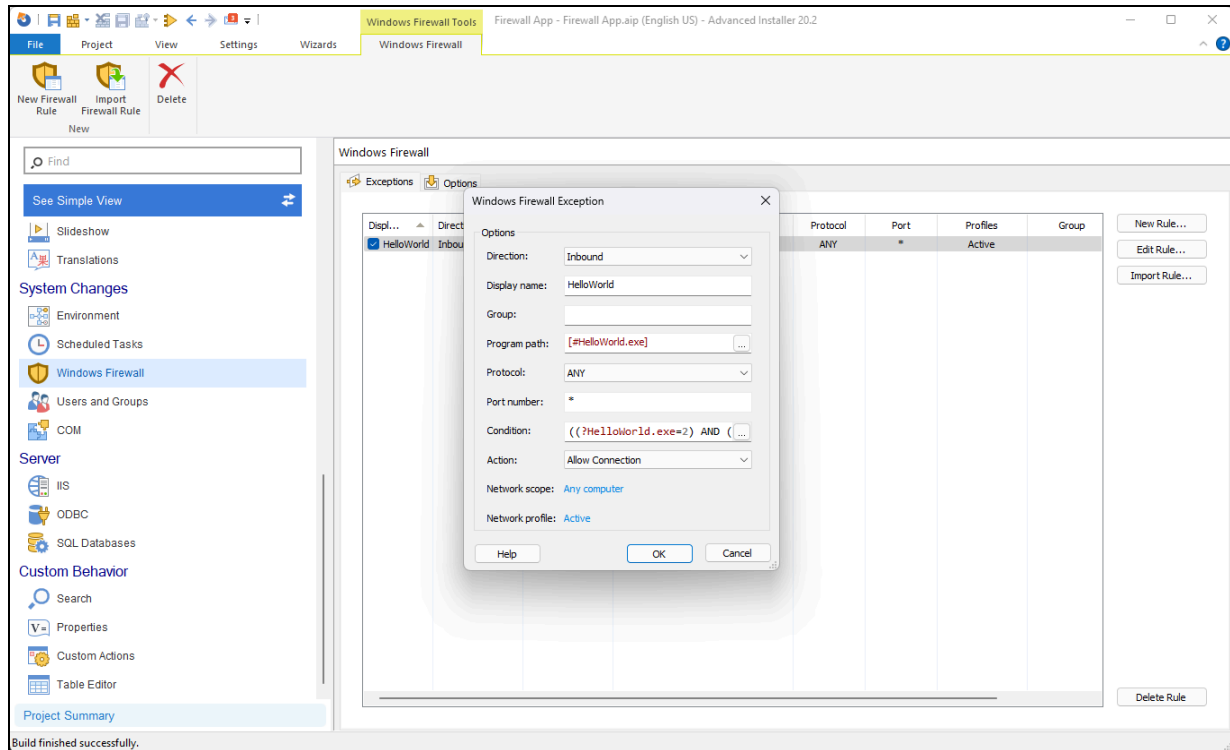 Windows Firewall Tools
Firewall App - Firewall App.aip (English US) - Advanced Installer 20.2
File Project View Settings Wizards Windows Firewall
New Firewall Rule
Import Firewall Rule
Delete
New
Find
See Simple View
Slideshow
Translations
System Changes
Environment
Scheduled Tasks
Windows Firewall
Users and Groups
COM
Server
IIS
ODBC
SQL Databases
Custom Behavior
Search
Properties
Custom Actions
Table Editor
Project Summary
Build finished successfully.
Windows Firewall
Exceptions Options
Displ... Direct Protocol Port Profiles Group
HelloWorld Inbou ANY * Active
New Rule...
Edit Rule...
Import Rule...
Delete Rule
Windows Firewall Exception
Options
Direction: Inbound
Display name: HelloWorld
Group:
Program path: [#HelloWorld.exe] ...
Protocol: ANY
Port number: *
Condition: ((?HelloWorld.exe=2) AND ( ...
Action: Allow Connection
Network scope: Any computer
Network profile: Active
Help OK Cancel